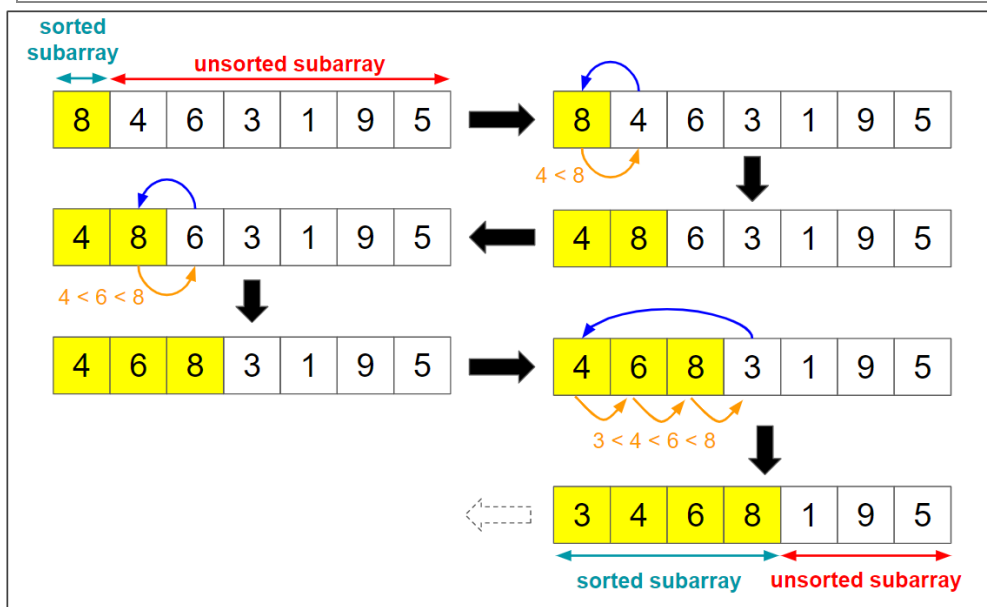 sorted
subarray
unsorted subarray
8 4 6 3 1 9 5
8 4 6 3 1 9 5
4 < 8
4 8 6 3 1 9 5
4 8 6 3 1 9 5
4 < 6 < 8
4 6 8 3 1 9 5
4 6 8 3 1 9 5
3 < 4 < 6 < 8
3 4 6 8 1 9 5
sorted subarray unsorted subarray